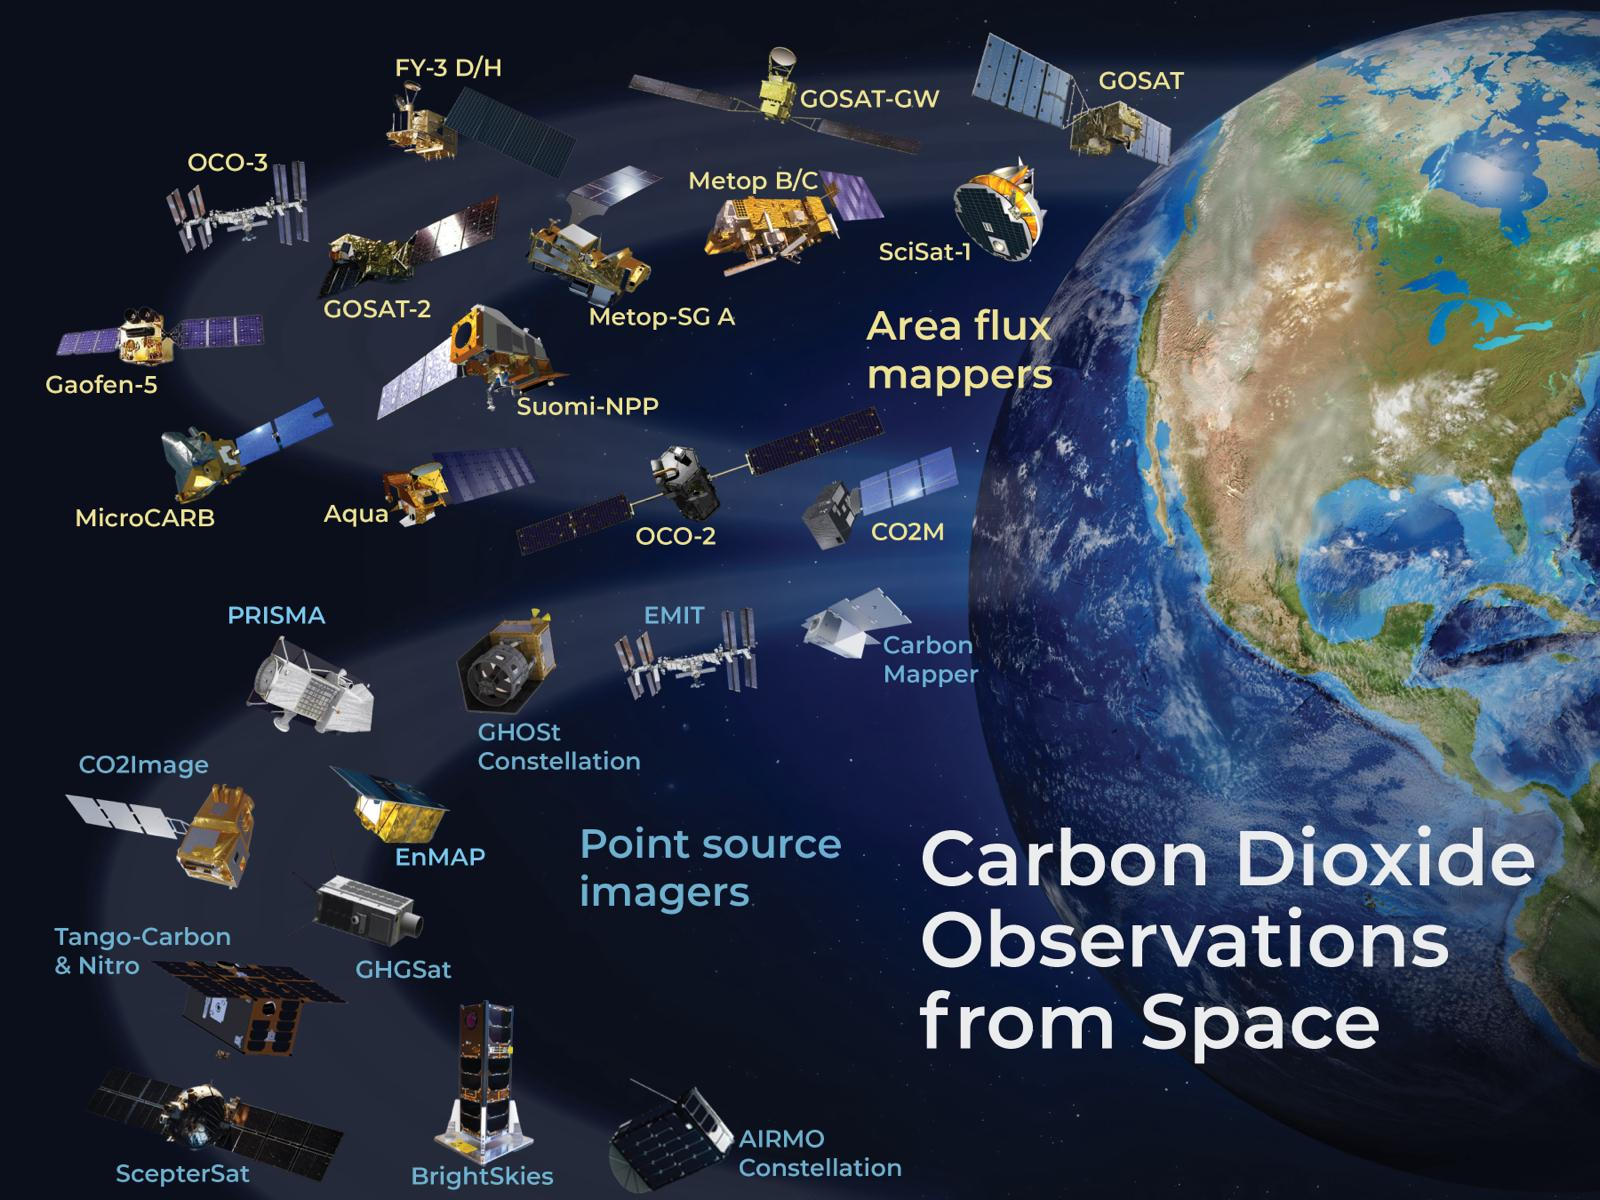 FY-3 D/H
GOSAT-GW
GOSAT
OCO-3
Metop B/C
SciSat-1
GOSAT-2
Metop-SG A
Area flux
mappers
Gaofen-5
Suomi-NPP
MicroCARB
Aqua
OCO-2
CO2M
PRISMA
EMIT
Carbon
Mapper
GHOSt
Constellation
CO2Image
EnMAP
Point source
imagers
Carbon Dioxide
Observations
from Space
Tango-Carbon
& Nitro
GHGSat
ScepterSat
BrightSkies
AIRMO
Constellation